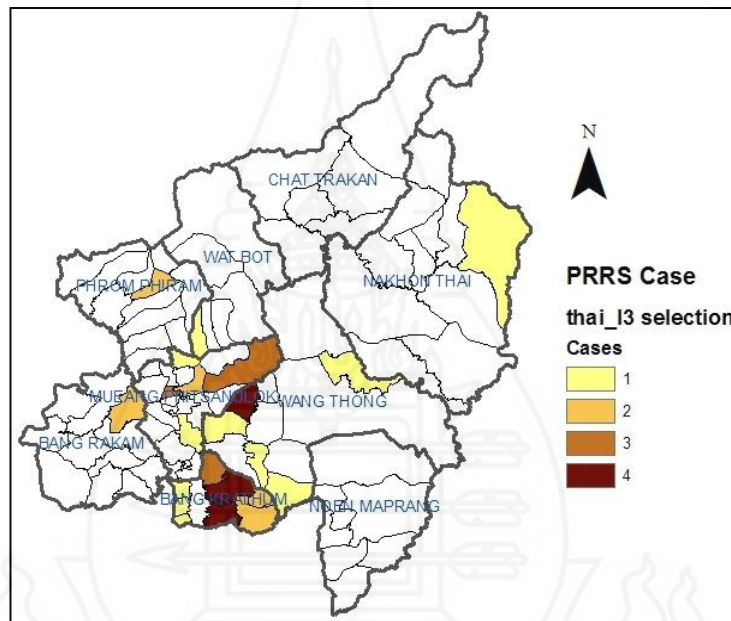 N
CHAT TRAKAN
WAT BOT
PHROM PHIRAM
NAKHON THAI
PRRS Case
thai_l3 selection
Cases
1
2
3
4
WANG THONG
BANG RAKAM
BANG KRATHUM
NOEN MAPRANG